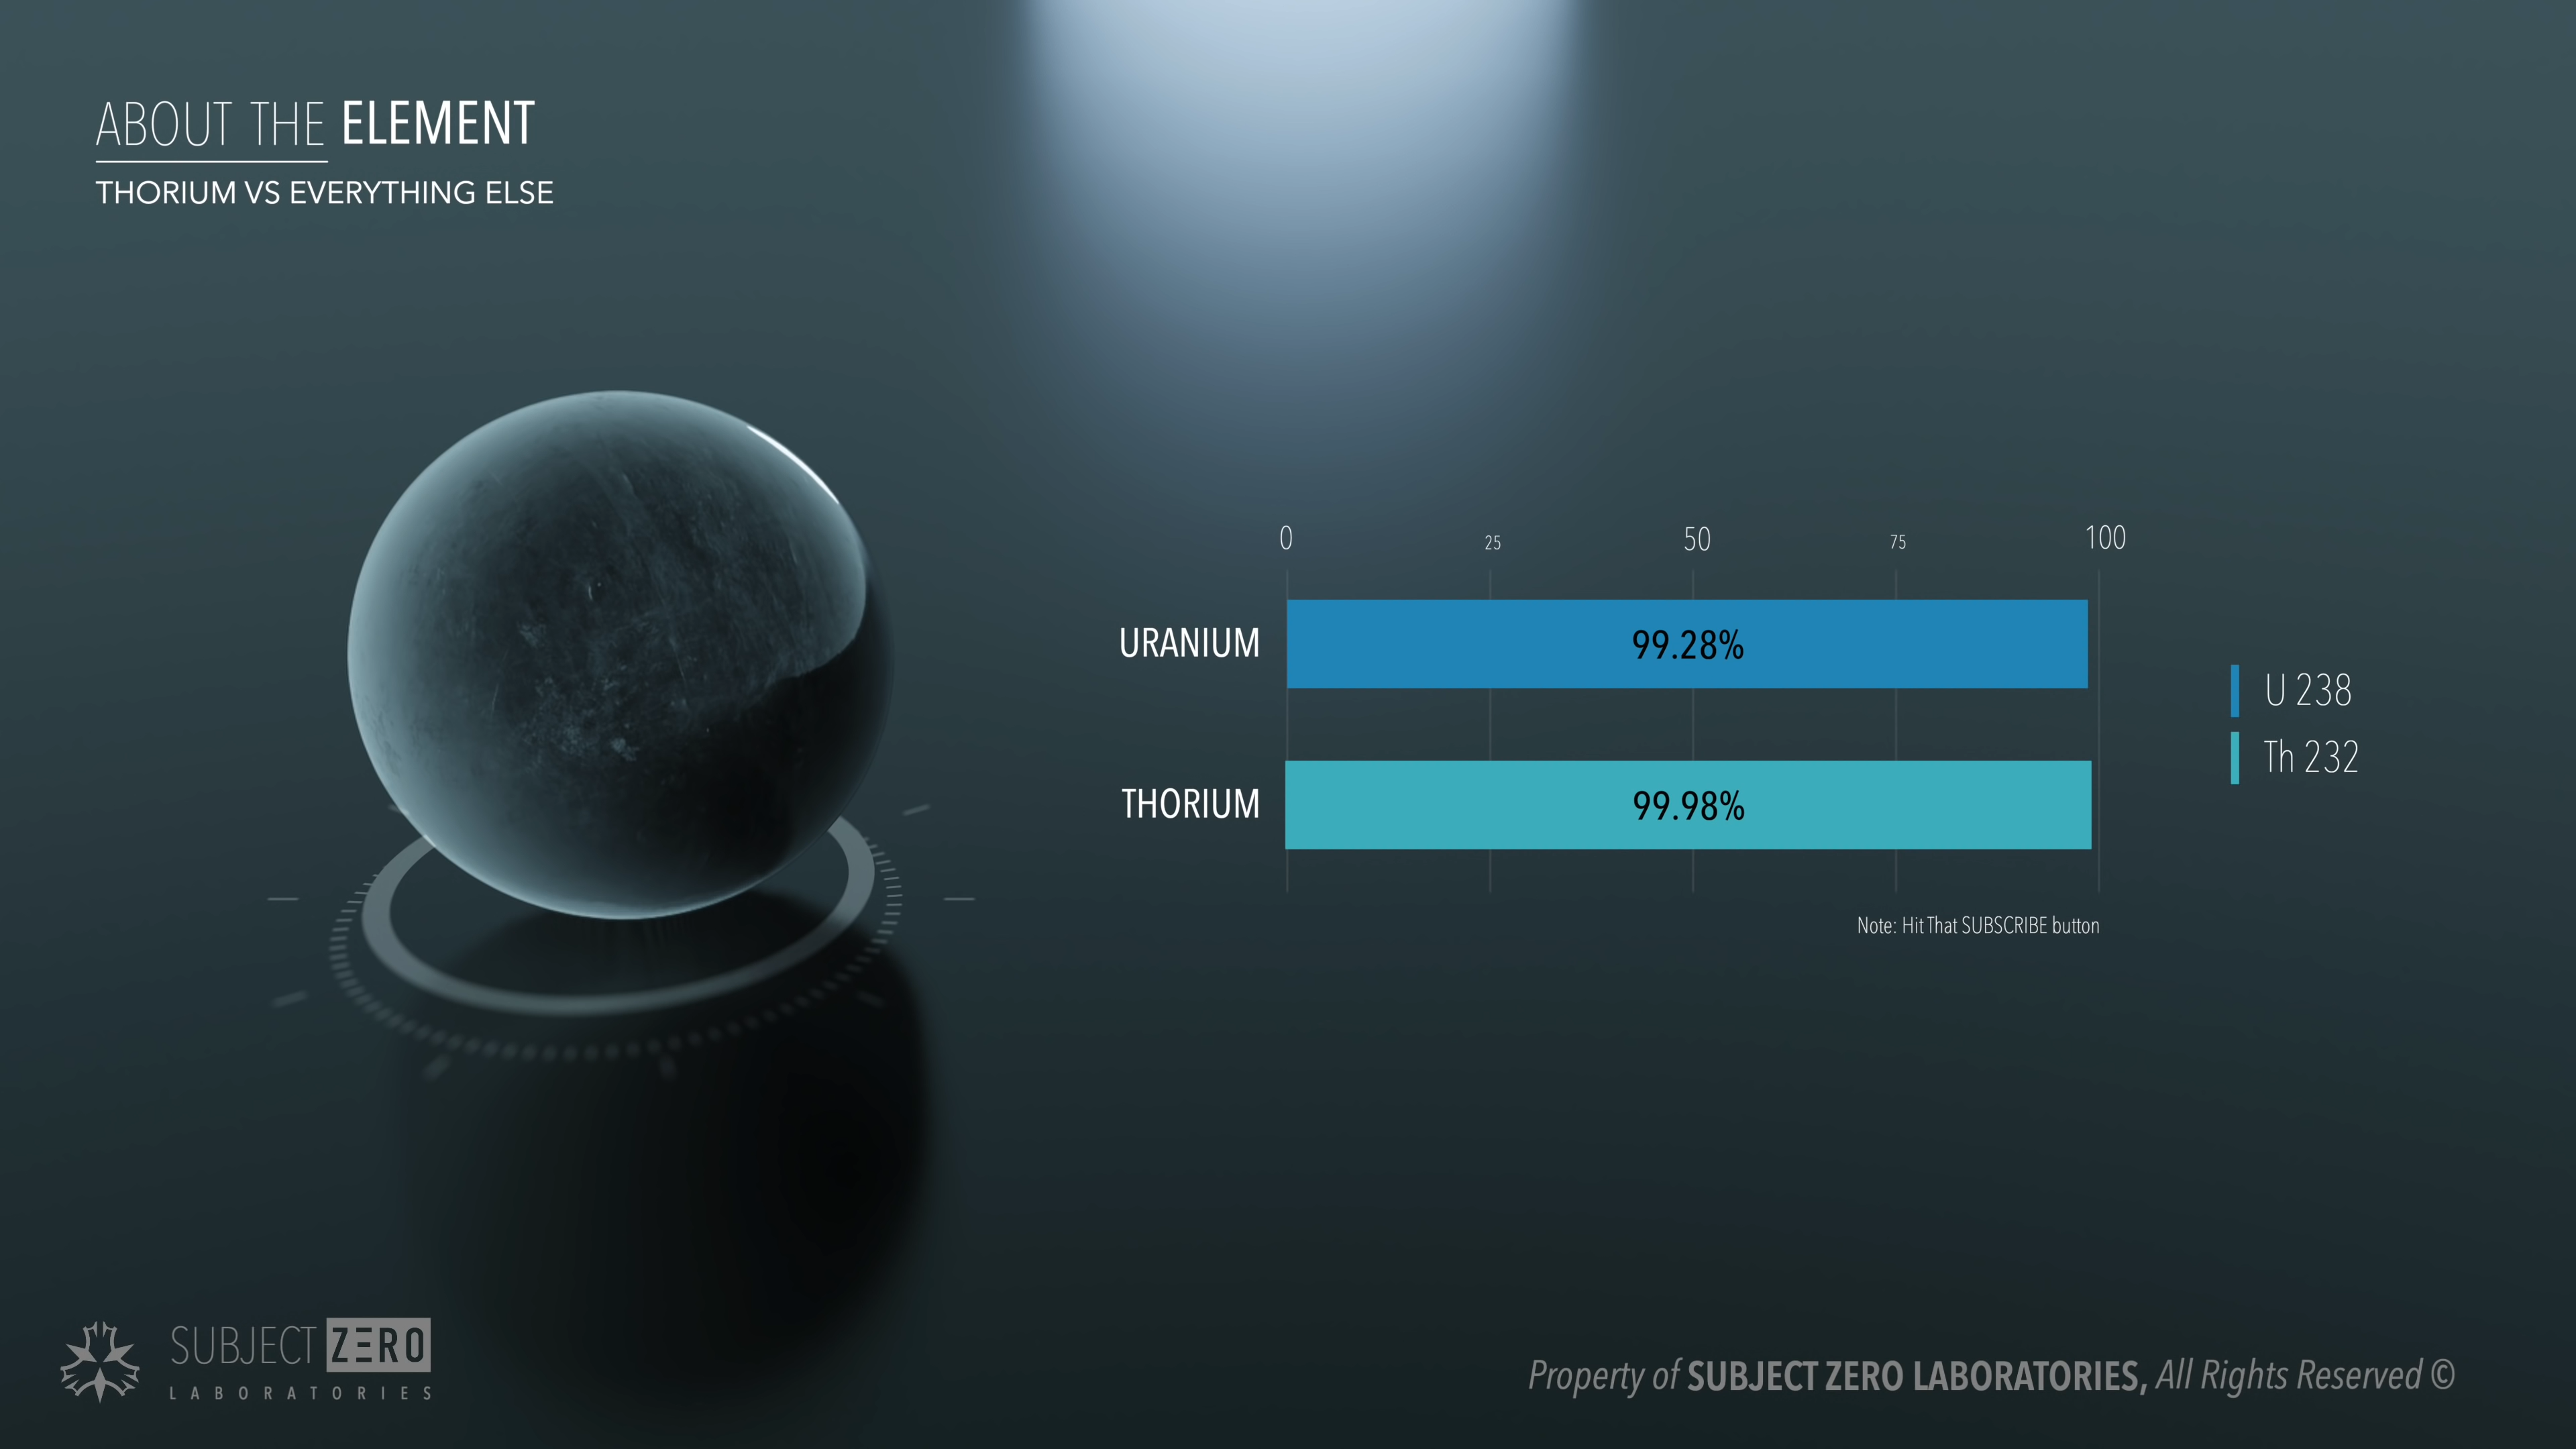 ABOUT THE ELEMENT
THORIUM VS EVERYTHING ELSE
0 25 50 75 100
URANIUM 99.28%
THORIUM 99.98%
U 238
Th 232
Note: Hit That SUBSCRIBE button
SUBJECT ZERO
LABORATORIES
Property of SUBJECT ZERO LABORATORIES, All Rights Reserved ©